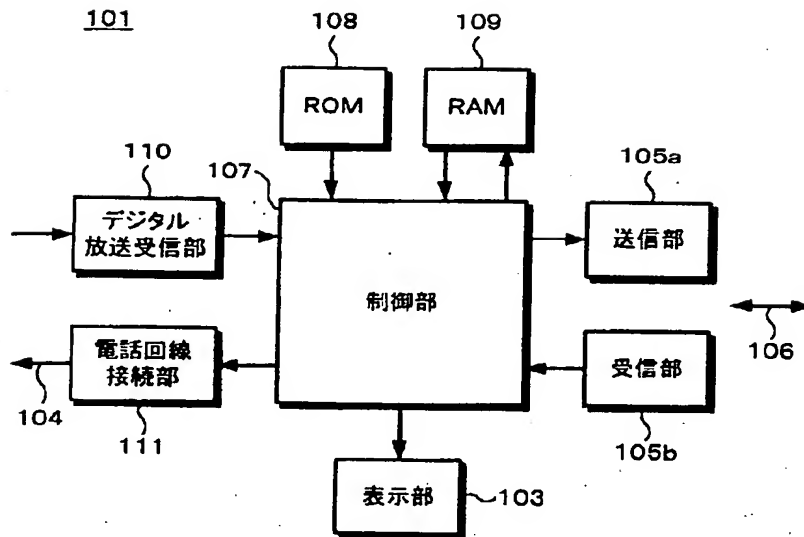 101
108
109
ROM
RAM
110
107
105a
デジタル
放送受信部
送信部
制御部
106
電話回線
接続部
受信部
104
111
105b
表示部
103